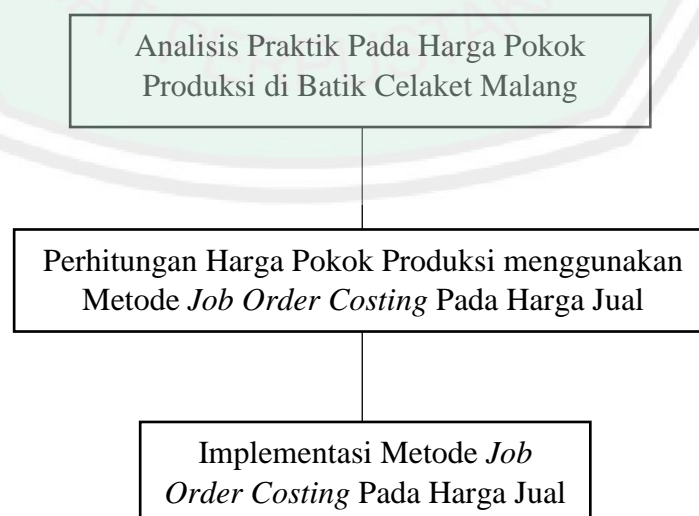 Analisis Praktik Pada Harga Pokok
Produksi di Batik Celaket Malang
Perhitungan Harga Pokok Produksi menggunakan
Metode Job Order Costing Pada Harga Jual
Implementasi Metode Job
Order Costing Pada Harga Jual